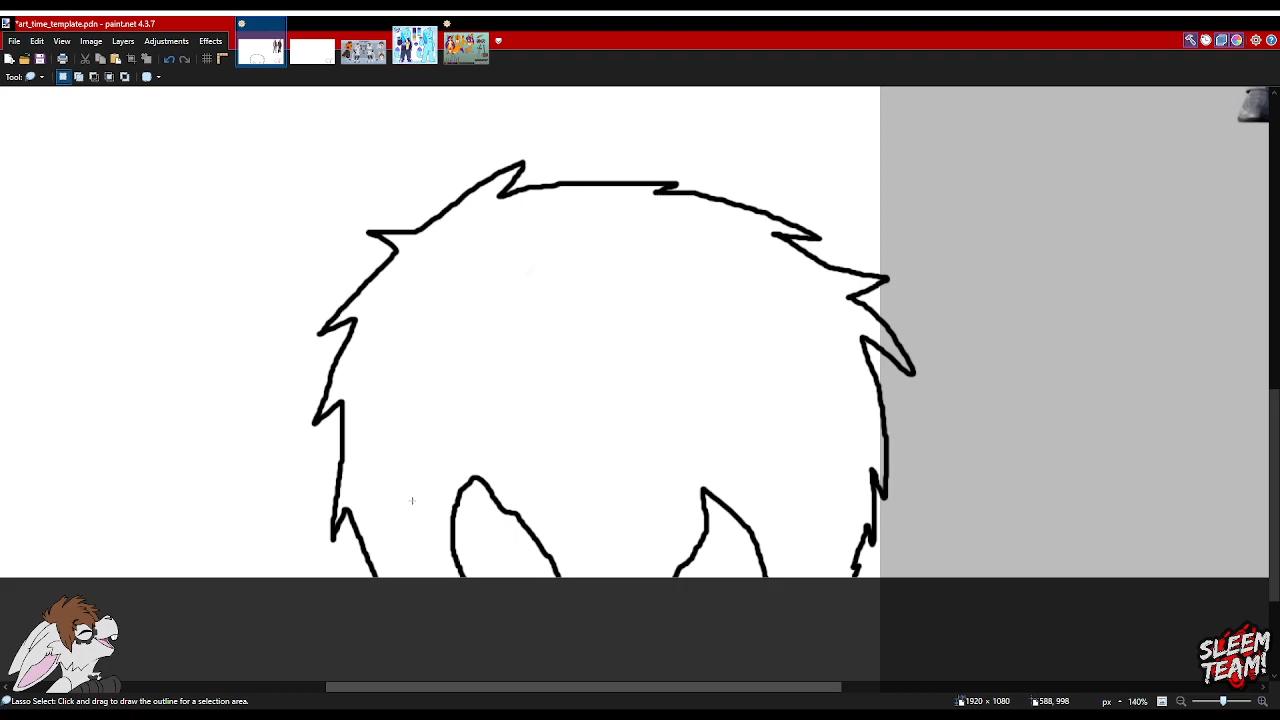 *art_time_template.pdn - paint.net 4.3.7
File Edit View Image Layers Adjustments Effects
Tool:
SLEEM
TEAM!
Lasso Select: Click and drag to draw the outline for a selection area.
1920 × 1080
588, 998
px
140%